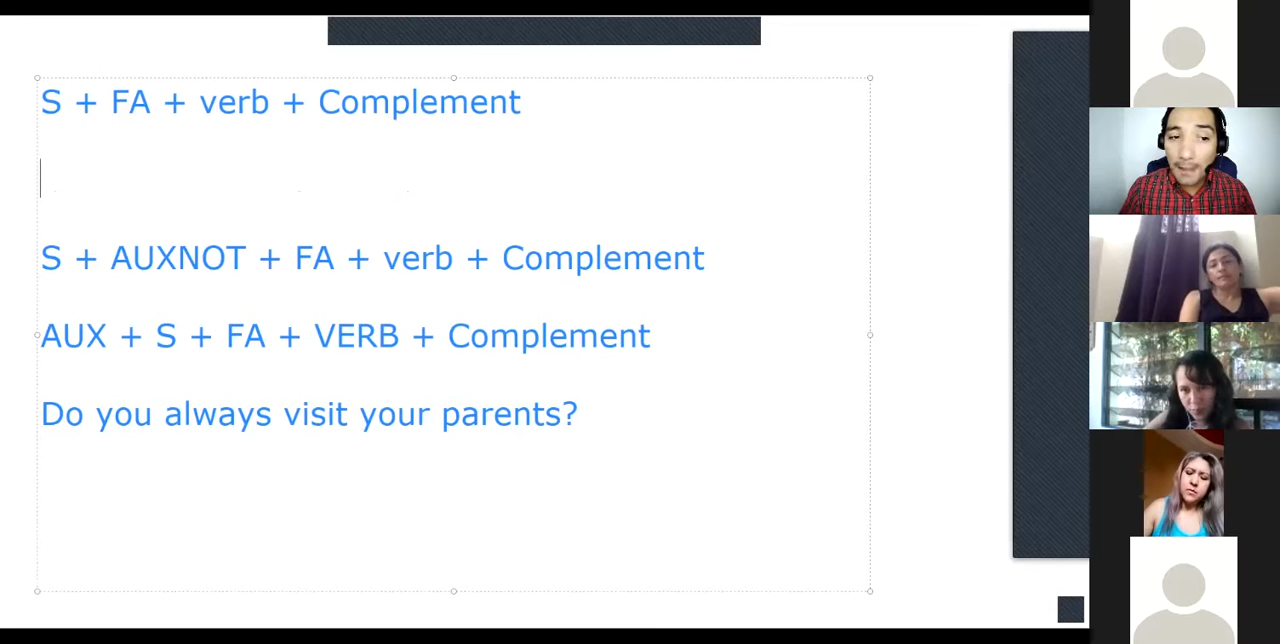 S + FA + verb + Complement
S + AUXNOT + FA + verb + Complement
AUX + S + FA + VERB + Complement
Do you always visit your parents?